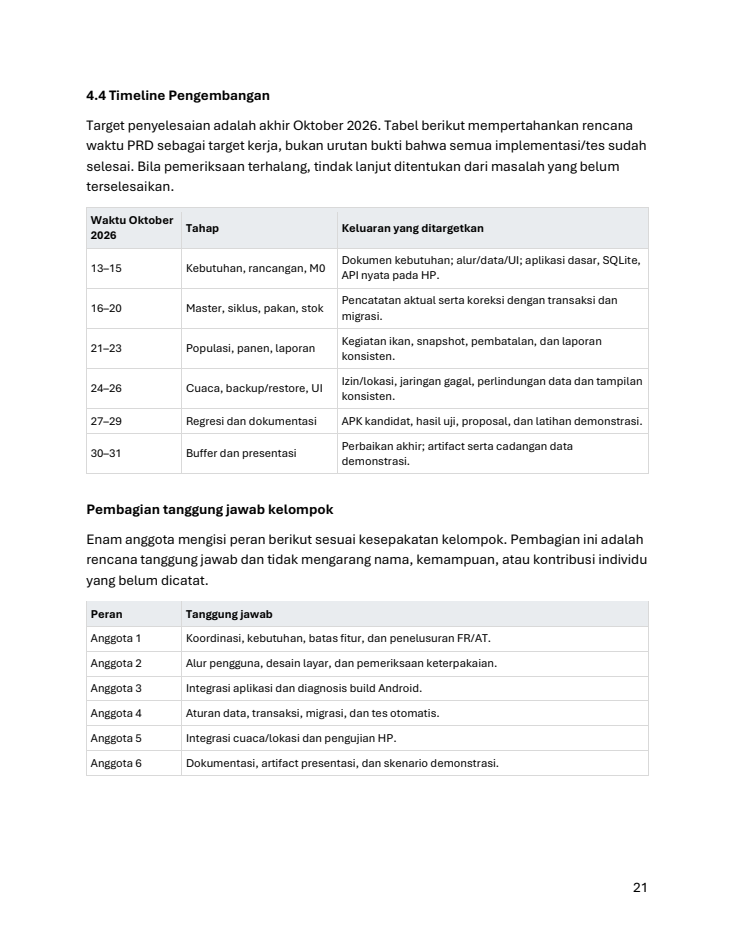 4.4 Timeline Pengembangan
Target penyelesaian adalah akhir Oktober 2026. Tabel berikut mempertahankan rencana
waktu PRD sebagai target kerja, bukan urutan bukti bahwa semua implementasi/tes sudah
selesai. Bila pemeriksaan terhalang, tindak lanjut ditentukan dari masalah yang belum
terselesaikan.
Waktu Oktober 2026 Tahap Keluaran yang ditargetkan
13–15 Kebutuhan, rancangan, M0 Dokumen kebutuhan; alur/data/UI; aplikasi dasar, SQLite, API nyata pada HP.
16–20 Master, siklus, pakan, stok Pencatatan aktual serta koreksi dengan transaksi dan migrasi.
21–23 Populasi, panen, laporan Kegiatan ikan, snapshot, pembatalan, dan laporan konsisten.
24–26 Cuaca, backup/restore, UI Izin/lokasi, jaringan gagal, perlindungan data dan tampilan konsisten.
27–29 Regresi dan dokumentasi APK kandidat, hasil uji, proposal, dan latihan demonstrasi.
30–31 Buffer dan presentasi Perbaikan akhir; artifact serta cadangan data demonstrasi.
Pembagian tanggung jawab kelompok
Enam anggota mengisi peran berikut sesuai kesepakatan kelompok. Pembagian ini adalah
rencana tanggung jawab dan tidak mengarang nama, kemampuan, atau kontribusi individu
yang belum dicatat.
Peran Tanggung jawab
Anggota 1 Koordinasi, kebutuhan, batas fitur, dan penelusuran FR/AT.
Anggota 2 Alur pengguna, desain layar, dan pemeriksaan keterpakaian.
Anggota 3 Integrasi aplikasi dan diagnosis build Android.
Anggota 4 Aturan data, transaksi, migrasi, dan tes otomatis.
Anggota 5 Integrasi cuaca/lokasi dan pengujian HP.
Anggota 6 Dokumentasi, artifact presentasi, dan skenario demonstrasi.
21